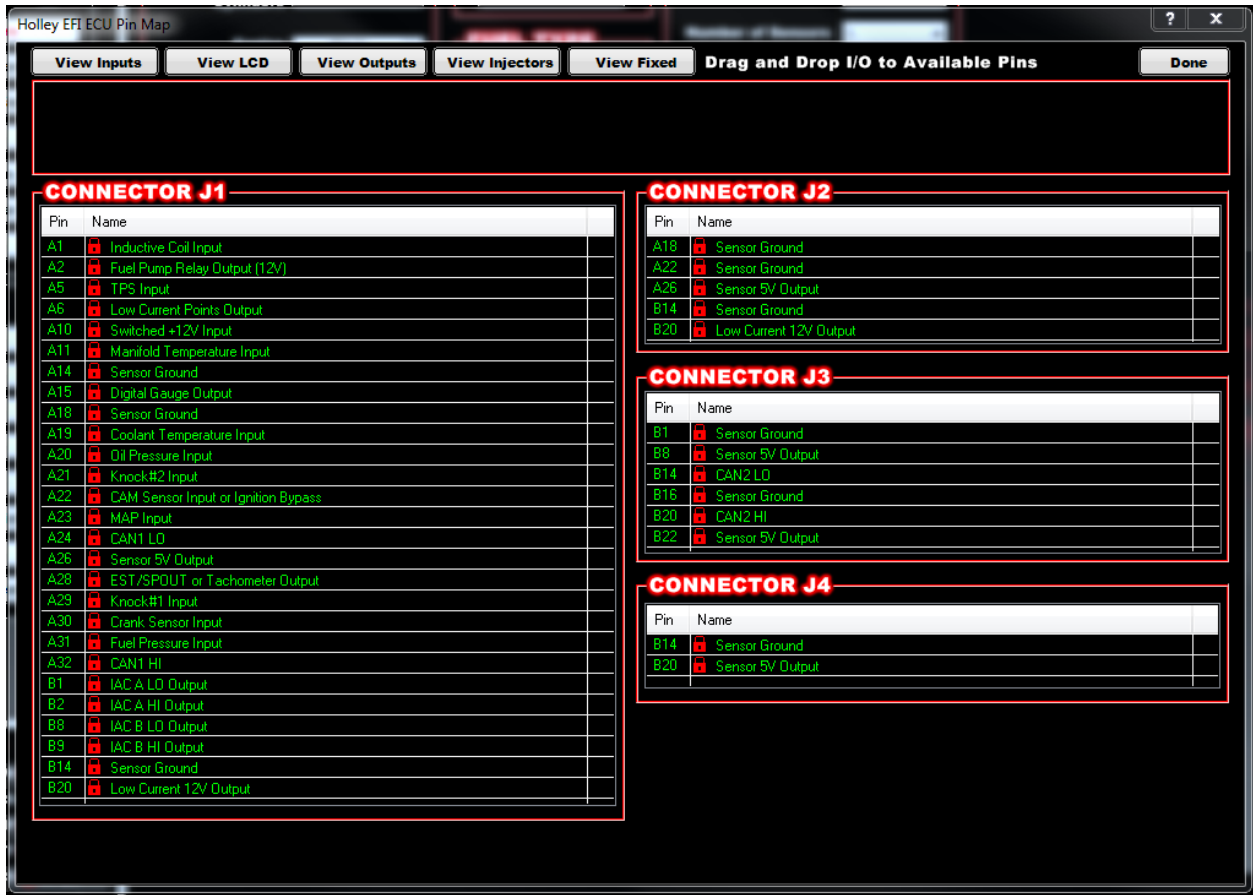 Holley EFI ECU Pin Map
? X
View Inputs View LCD View Outputs View Injectors View Fixed Drag and Drop I/O to Available Pins Done
CONNECTOR J1
Pin Name
A1 Inductive Coil Input
A2 Fuel Pump Relay Output (12V)
A5 TPS Input
A6 Low Current Points Output
A10 Switched +12V Input
A11 Manifold Temperature Input
A14 Sensor Ground
A15 Digital Gauge Output
A18 Sensor Ground
A19 Coolant Temperature Input
A20 Oil Pressure Input
A21 Knock#2 Input
A22 CAM Sensor Input or Ignition Bypass
A23 MAP Input
A24 CAN1 LO
A26 Sensor 5V Output
A28 EST/SPOUT or Tachometer Output
A29 Knock#1 Input
A30 Crank Sensor Input
A31 Fuel Pressure Input
A32 CAN1 HI
B1 IAC A LO Output
B2 IAC A HI Output
B8 IAC B LO Output
B9 IAC B HI Output
B14 Sensor Ground
B20 Low Current 12V Output
CONNECTOR J2
Pin Name
A18 Sensor Ground
A22 Sensor Ground
A26 Sensor 5V Output
B14 Sensor Ground
B20 Low Current 12V Output
CONNECTOR J3
Pin Name
B1 Sensor Ground
B8 Sensor 5V Output
B14 CAN2 LO
B16 Sensor Ground
B20 CAN2 HI
B22 Sensor 5V Output
CONNECTOR J4
Pin Name
B14 Sensor Ground
B20 Sensor 5V Output